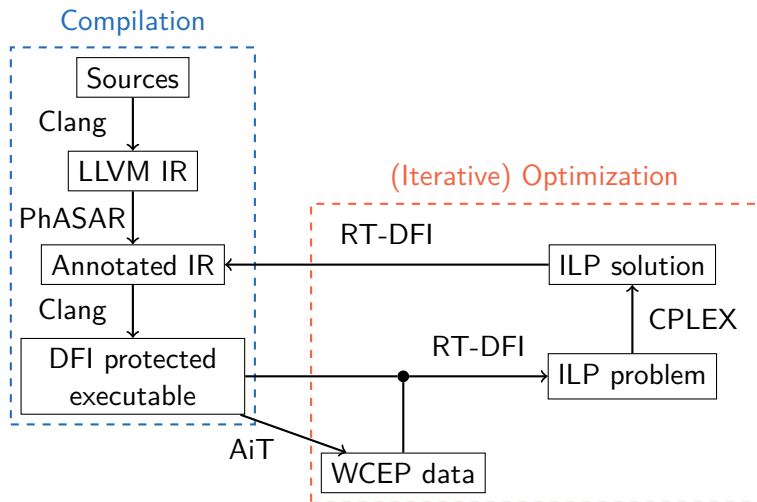 Compilation
Sources
Clang
LLVM IR
PhASAR
Annotated IR
Clang
DFI protected
executable
AiT
(Iterative) Optimization
RT-DFI
ILP solution
CPLEX
RT-DFI
ILP problem
WCEP data